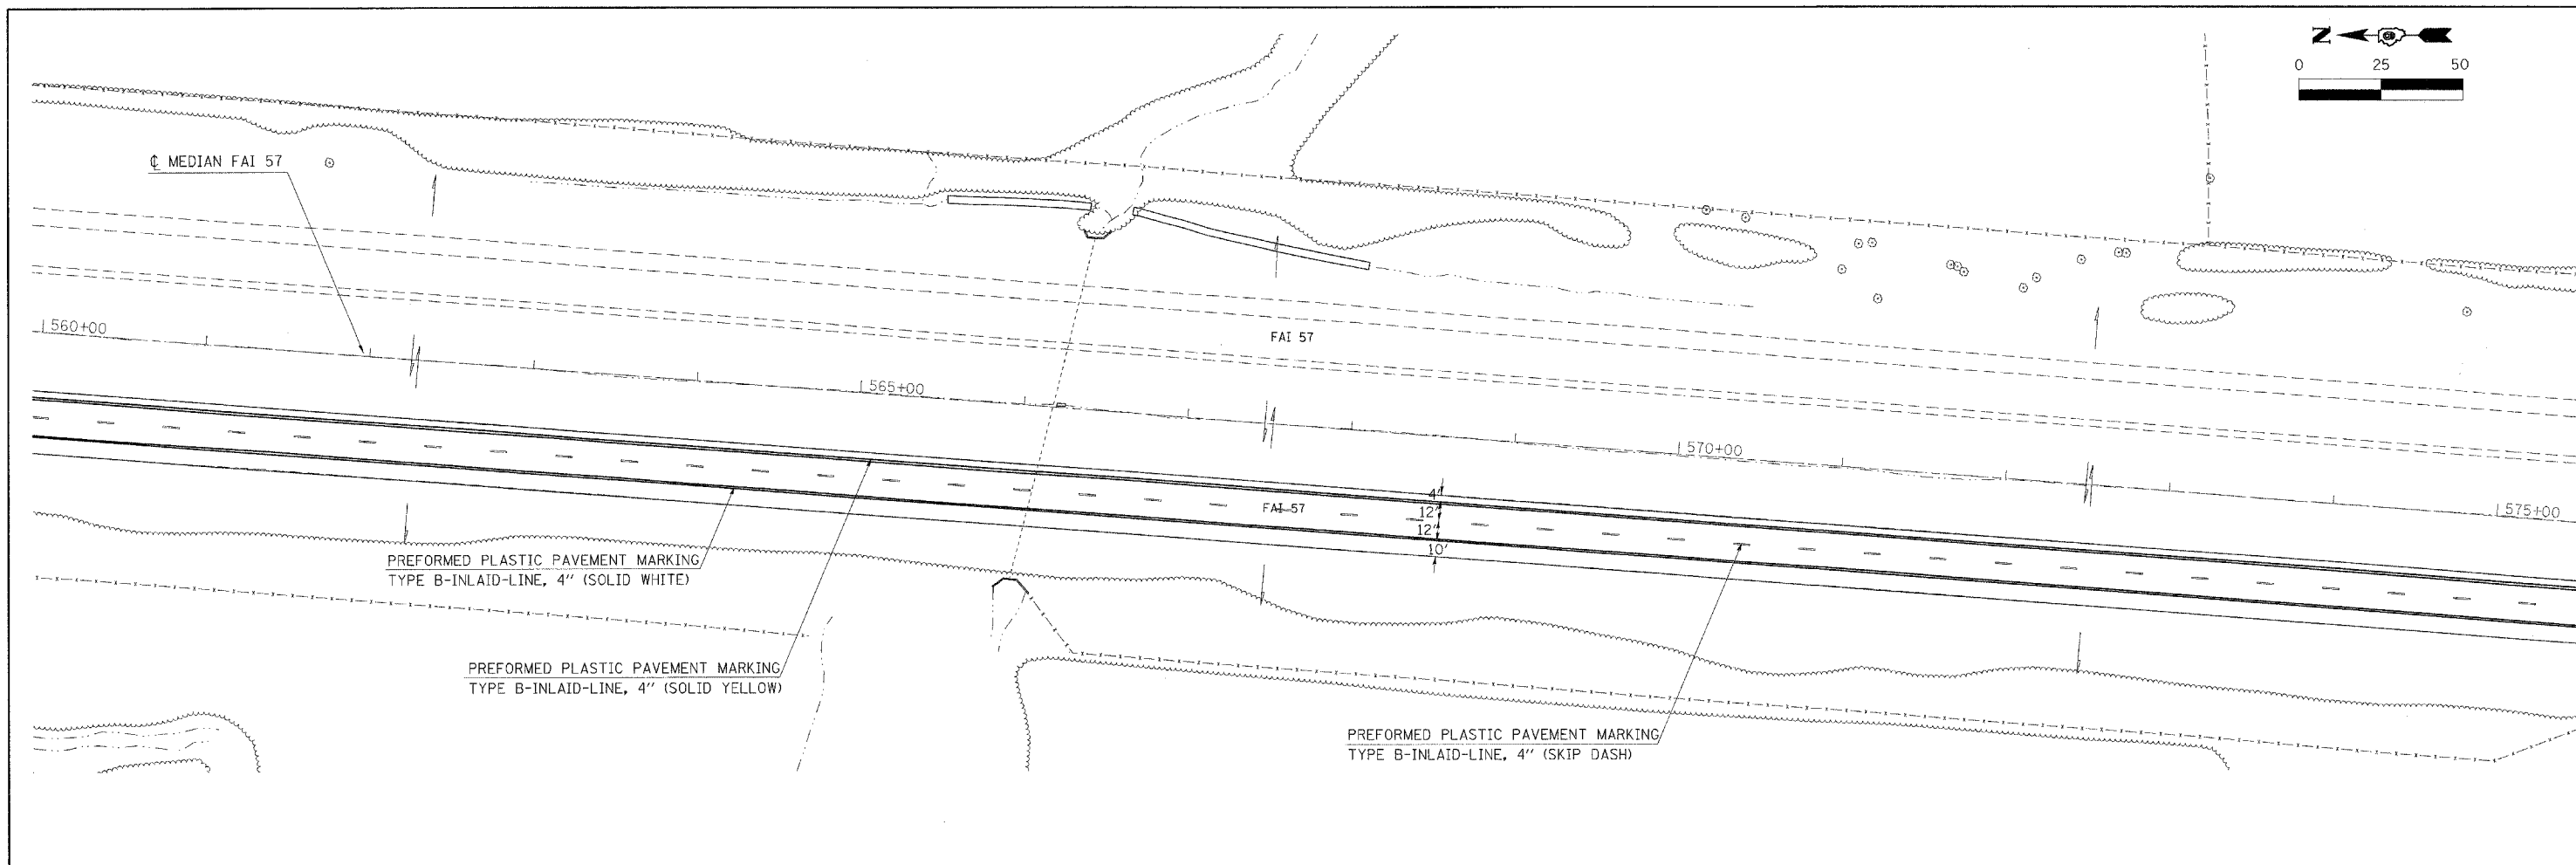 N
0 25 50
℄ MEDIAN FAI 57
560+00
FAI 57
565+00
570+00
4'
12'
12'
10'
FAI 57
575+00
PREFORMED PLASTIC PAVEMENT MARKING
TYPE B-INLAID-LINE, 4" (SOLID WHITE)
PREFORMED PLASTIC PAVEMENT MARKING
TYPE B-INLAID-LINE, 4" (SOLID YELLOW)
PREFORMED PLASTIC PAVEMENT MARKING
TYPE B-INLAID-LINE, 4" (SKIP DASH)